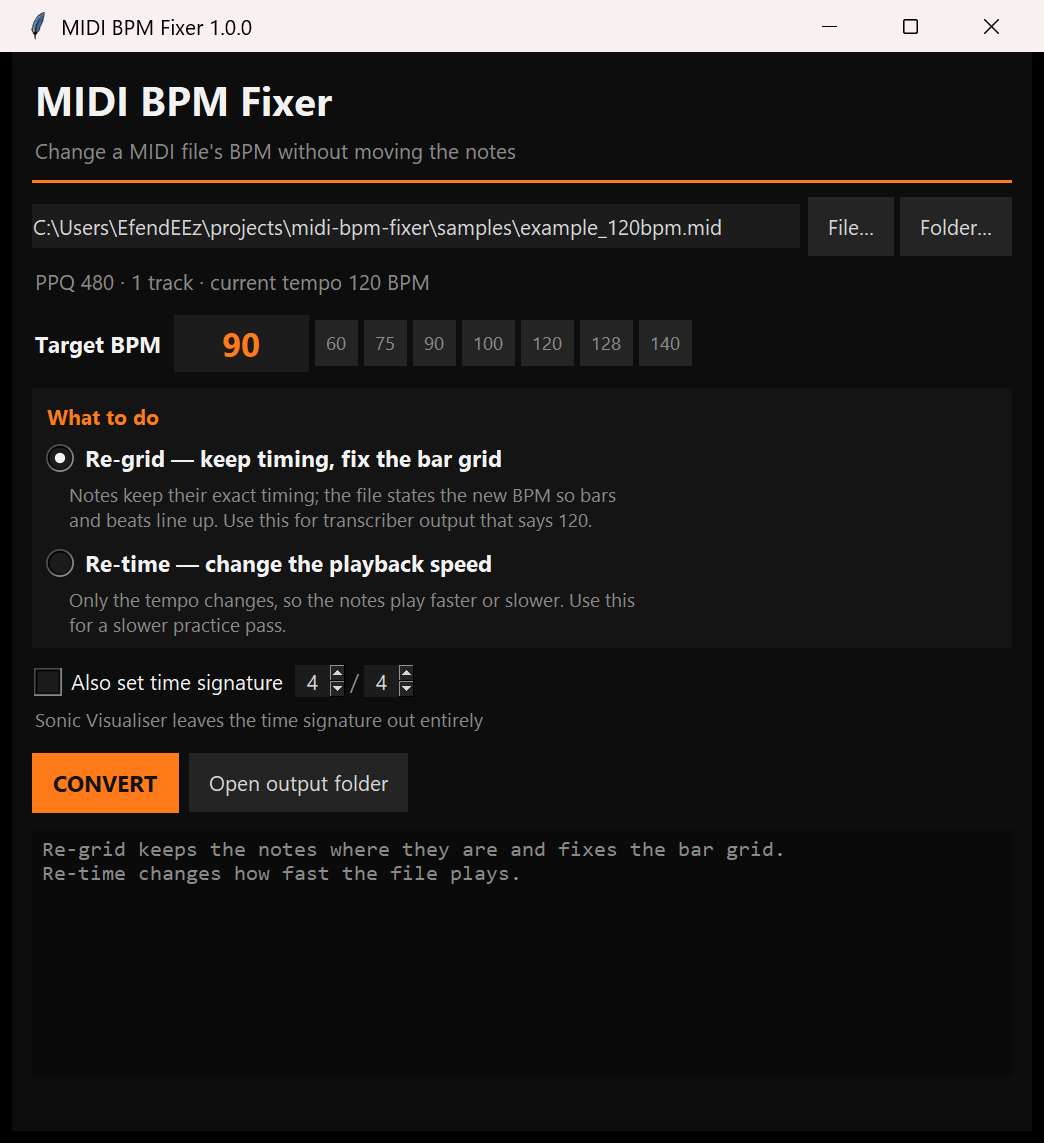 MIDI BPM Fixer 1.0.0
MIDI BPM Fixer
Change a MIDI file's BPM without moving the notes
C:\Users\EfendEEz\projects\midi-bpm-fixer\samples\example_120bpm.mid File... Folder...
PPQ 480 · 1 track · current tempo 120 BPM
Target BPM 90 60 75 90 100 120 128 140
What to do
Re-grid — keep timing, fix the bar grid
Notes keep their exact timing; the file states the new BPM so bars
and beats line up. Use this for transcriber output that says 120.
Re-time — change the playback speed
Only the tempo changes, so the notes play faster or slower. Use this
for a slower practice pass.
Also set time signature 4 / 4
Sonic Visualiser leaves the time signature out entirely
CONVERT Open output folder
Re-grid keeps the notes where they are and fixes the bar grid.
Re-time changes how fast the file plays.